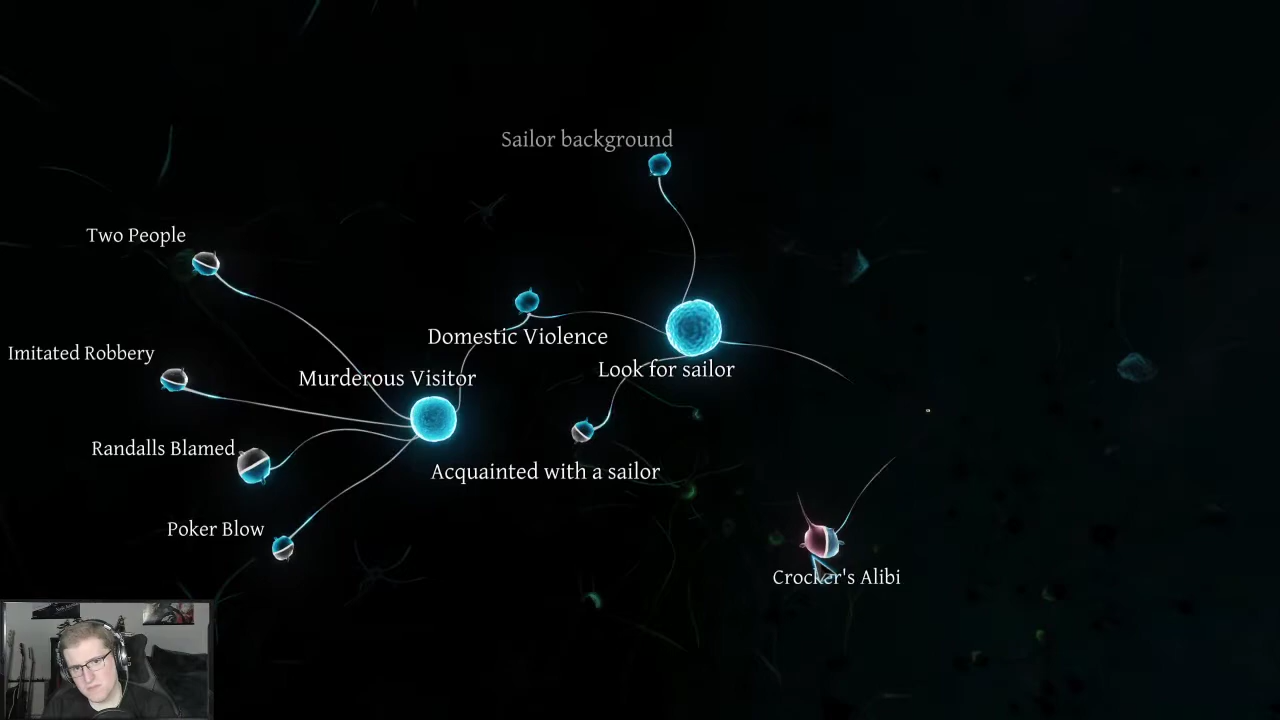 Sailor background
Two People
Domestic Violence
Imitated Robbery
Look for sailor
Murderous Visitor
Randalls Blamed
Acquainted with a sailor
Poker Blow
Crocker's Alibi